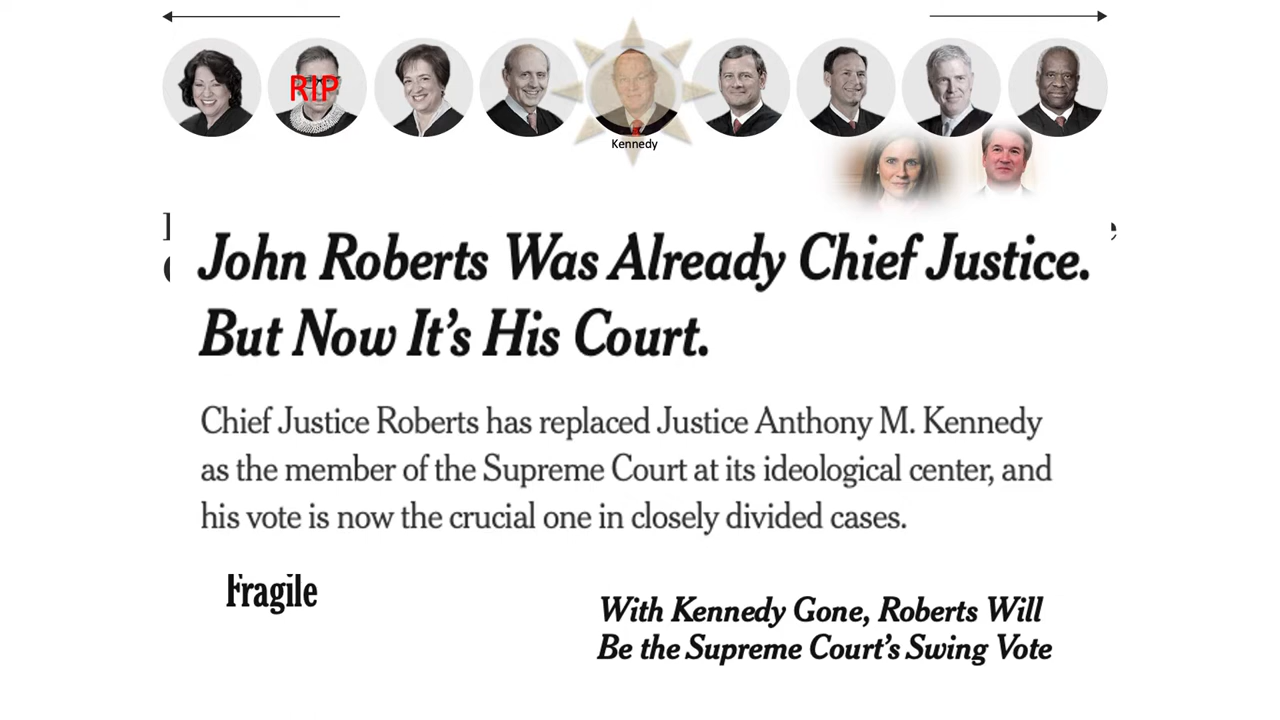 RIP
Kennedy
John Roberts Was Already Chief Justice.
But Now It's His Court.
Chief Justice Roberts has replaced Justice Anthony M. Kennedy
as the member of the Supreme Court at its ideological center, and
his vote is now the crucial one in closely divided cases.
Fragile
With Kennedy Gone, Roberts Will
Be the Supreme Court's Swing Vote